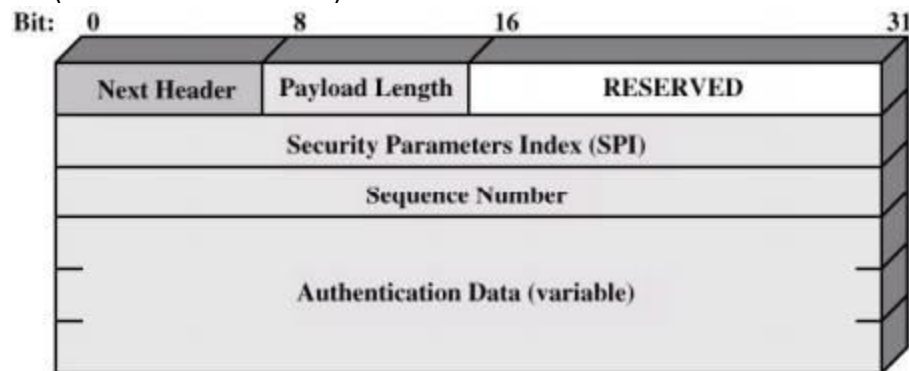 Bit: 0 8 16 31
Next Header Payload Length RESERVED
Security Parameters Index (SPI)
Sequence Number
Authentication Data (variable)